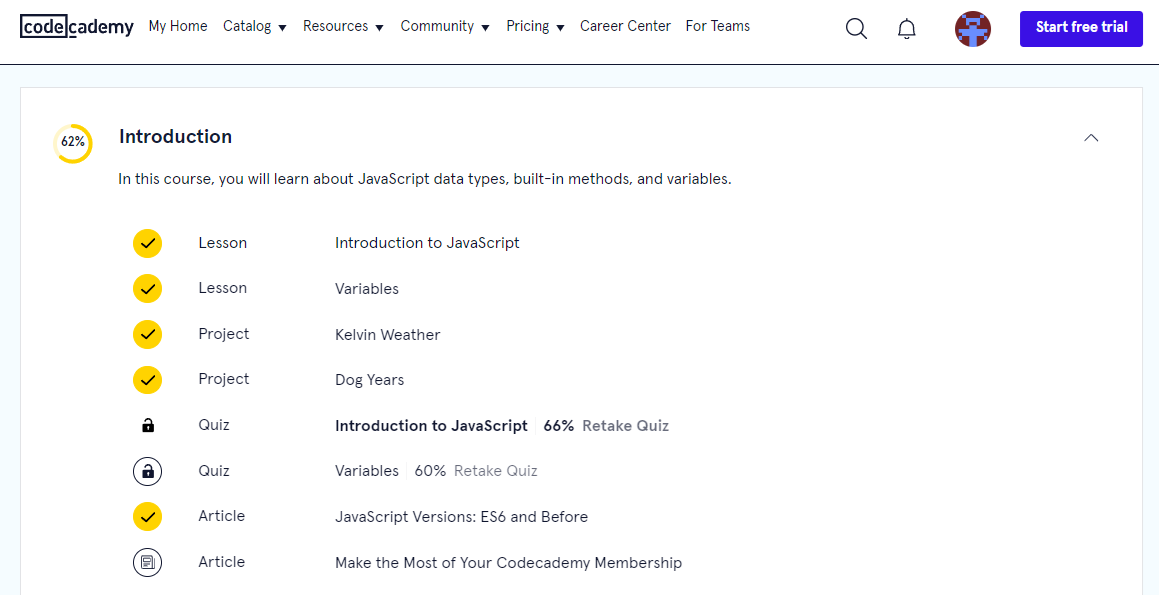 codecademy My Home Catalog Resources Community Pricing Career Center For Teams Start free trial
62% Introduction
In this course, you will learn about JavaScript data types, built-in methods, and variables.
Lesson Introduction to JavaScript
Lesson Variables
Project Kelvin Weather
Project Dog Years
Quiz Introduction to JavaScript 66% Retake Quiz
Quiz Variables 60% Retake Quiz
Article JavaScript Versions: ES6 and Before
Article Make the Most of Your Codecademy Membership